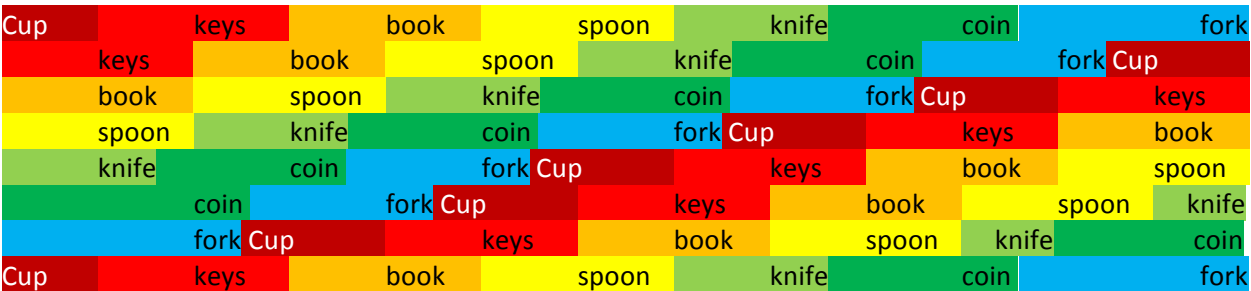 Cup keys book spoon knife coin fork
keys book spoon knife coin fork Cup
book spoon knife coin fork Cup keys
spoon knife coin fork Cup keys book
knife coin fork Cup keys book spoon
coin fork Cup keys book spoon knife
fork Cup keys book spoon knife coin
Cup keys book spoon knife coin fork